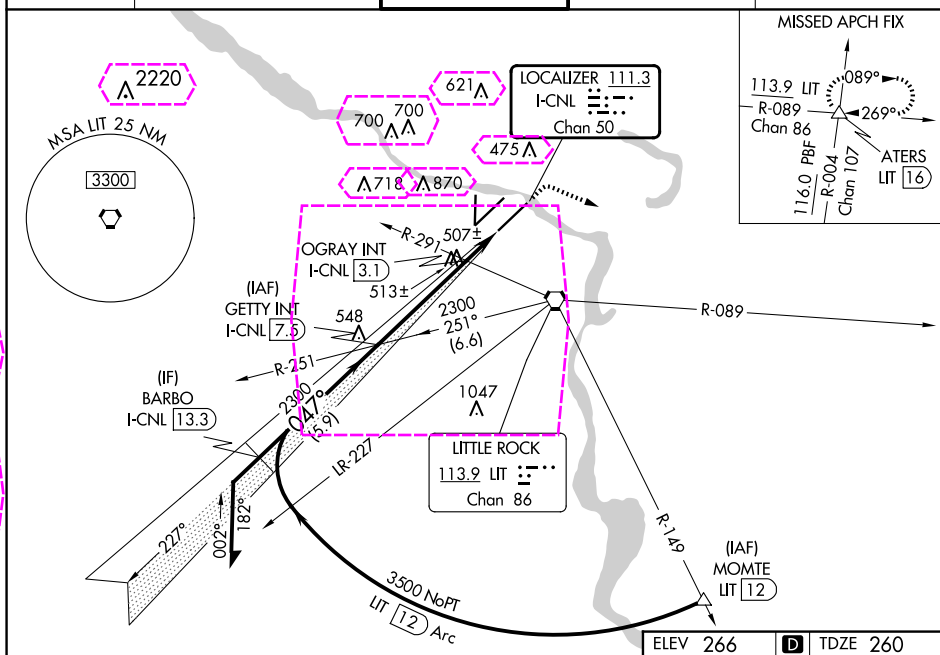 MISSED APCH FIX
089°
113.9 LIT
R-089
Chan 86
269°
116.0 PBF
R-004
Chan 107
ATERS
LIT 16
2220
MSA LIT 25 NM
3300
621
700
700
LOCALIZER 111.3
I-CNL
Chan 50
475
718
870
R-291
507±
OGRAY INT
I-CNL 3.1
513±
(IAF)
GETTY INT
I-CNL 7.5
548
2300
251°
(6.6)
R-089
R-251
(IF)
BARBO
I-CNL 13.3
2300
047°
(5.9)
1047
LR-227
LITTLE ROCK
113.9 LIT
Chan 86
227°
002°
182°
R-149
(IAF)
MOMTE
LIT 12
3500 NoPT
LIT 12 Arc
ELEV 266 D TDZE 260